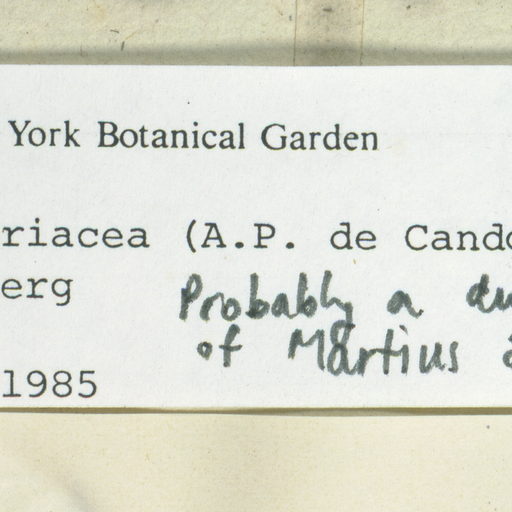 York Botanical Garden
riacea (A.P. de Cando
erg
Probably a du
of Martius
1985